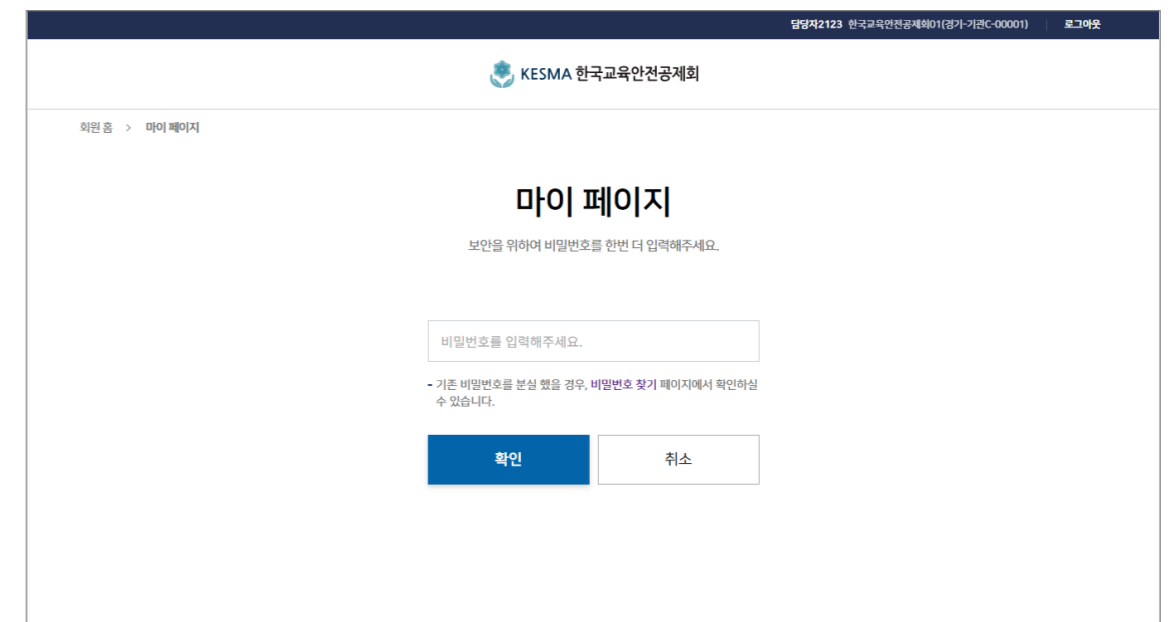 담당자2123 한국교육안전공제회01(경기-기관C-00001) 로그아웃
KESMA 한국교육안전공제회
회원 홈 > 마이 페이지
마이 페이지
보안을 위하여 비밀번호를 한번 더 입력해주세요.
비밀번호를 입력해주세요.
- 기존 비밀번호를 분실 했을 경우, 비밀번호 찾기 페이지에서 확인하실
수 있습니다.
확인 취소